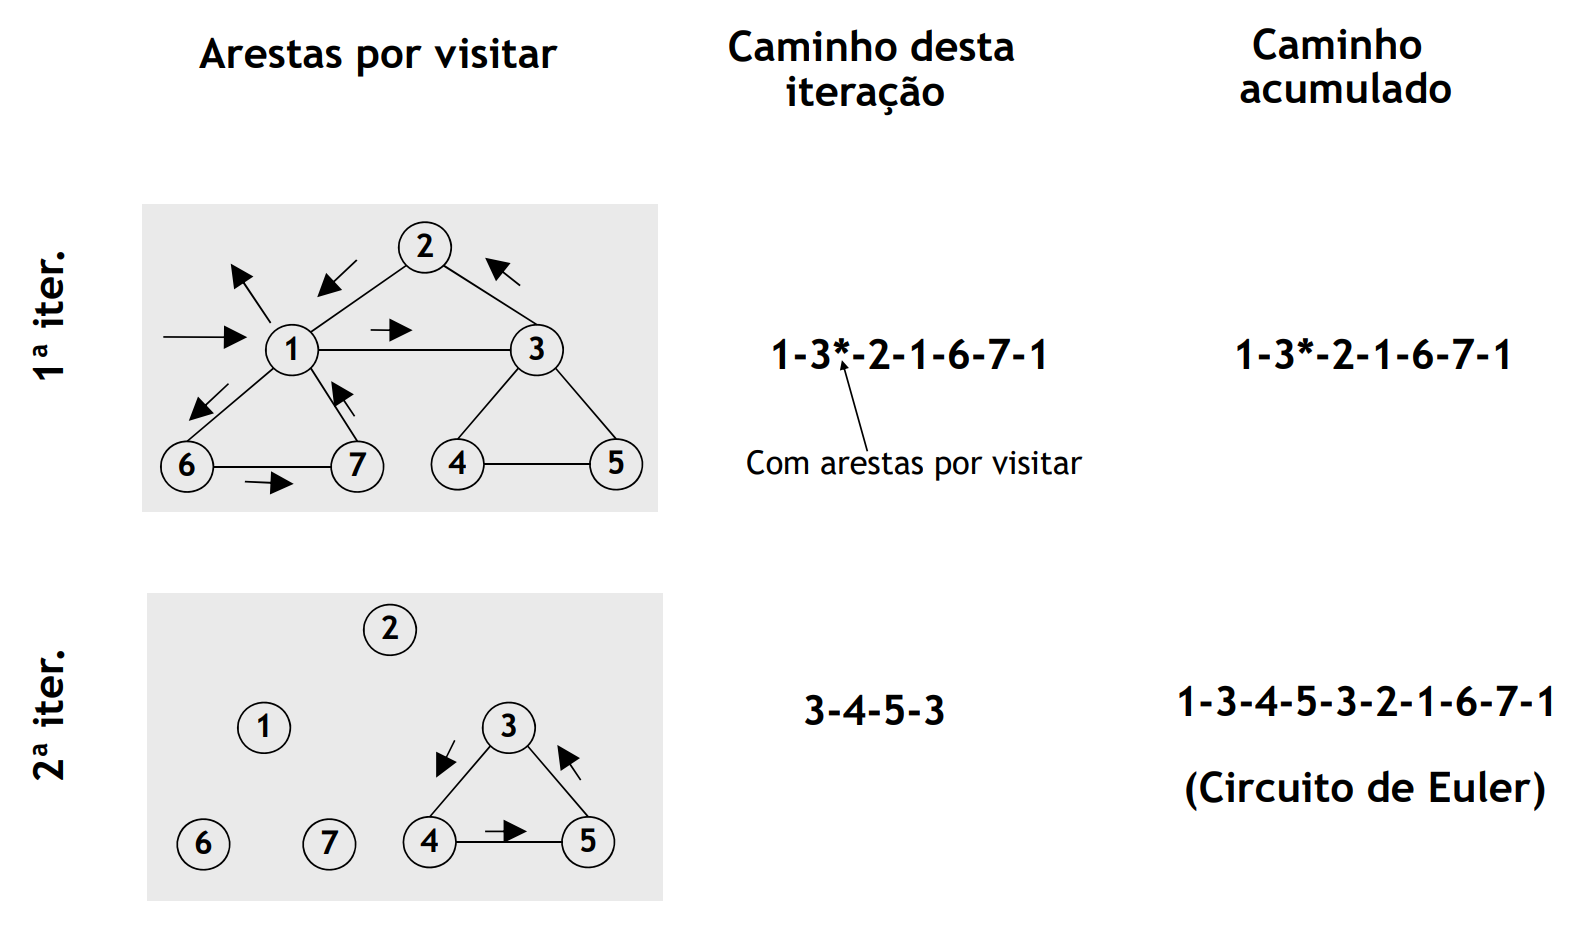 Arestas por visitar
Caminho desta
iteração
Caminho
acumulado
1ª iter.
2
1
3
6
7
4
5
1-3*-2-1-6-7-1
Com arestas por visitar
1-3*-2-1-6-7-1
2ª iter.
2
1
3
6
7
4
5
3-4-5-3
1-3-4-5-3-2-1-6-7-1
(Circuito de Euler)